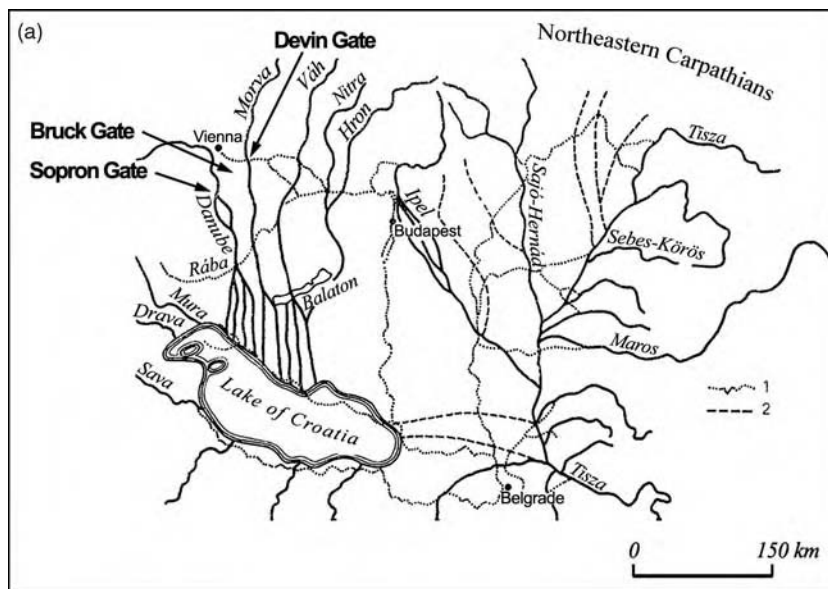 (a)
Devin Gate
Northeastern Carpathians
Morva
Váh
Nitra
Hron
Bruck Gate
Vienna
Sopron Gate
Tisza
Danube
Ipel
Sajó-Hernád
Budapest
Sebes-Körös
Rába
Balaton
Mura
Drava
Maros
Sava
Lake of Croatia
1
2
Tisza
Belgrade
0 150 km